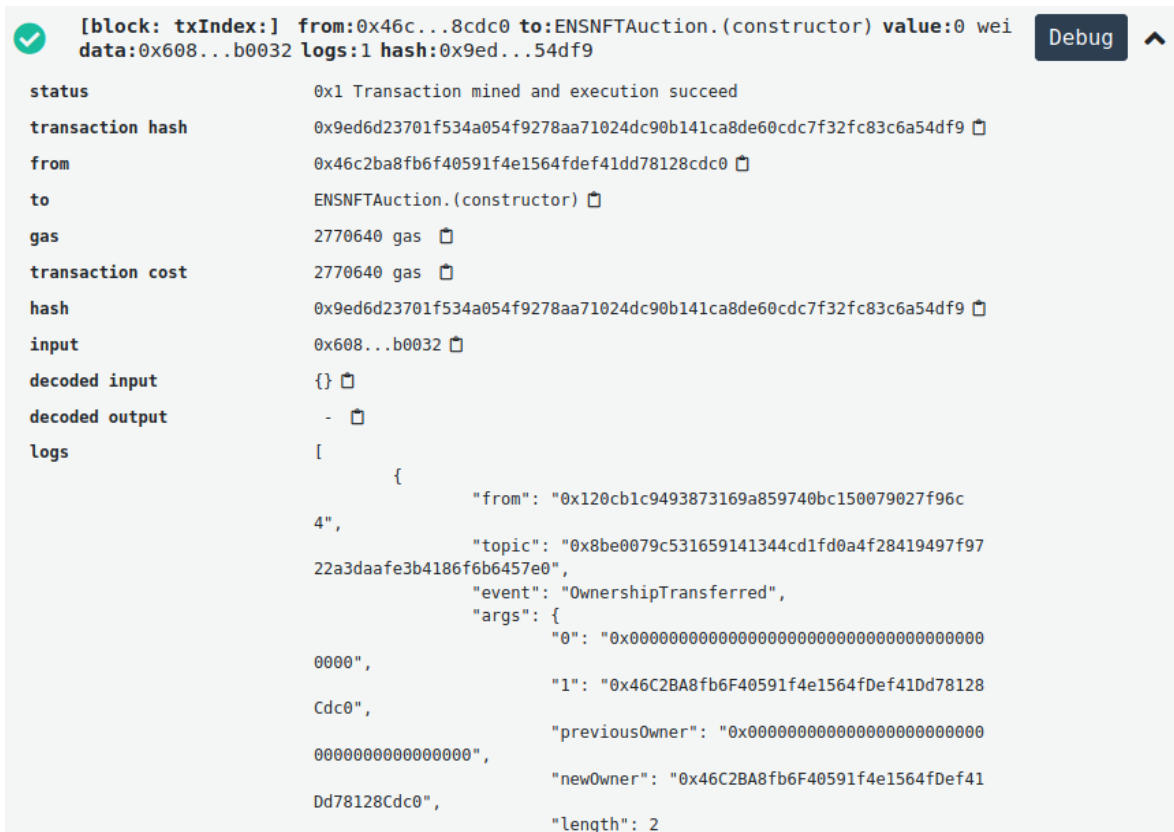 [block: txIndex:] from:0x46c...8cdc0 to:ENSNFTAuction.(constructor) value:0 wei
data:0x608...b0032 logs:1 hash:0x9ed...54df9
Debug
status 0x1 Transaction mined and execution succeed
transaction hash 0x9ed6d23701f534a054f9278aa71024dc90b141ca8de60cdc7f32fc83c6a54df9
from 0x46c2ba8fb6f40591f4e1564fdef41dd78128cdc0
to ENSNFTAuction.(constructor)
gas 2770640 gas
transaction cost 2770640 gas
hash 0x9ed6d23701f534a054f9278aa71024dc90b141ca8de60cdc7f32fc83c6a54df9
input 0x608...b0032
decoded input {}
decoded output -
logs [
{
"from": "0x120cb1c9493873169a859740bc150079027f96c
4",
"topic": "0x8be0079c531659141344cd1fd0a4f28419497f97
22a3daafe3b4186f6b6457e0",
"event": "OwnershipTransferred",
"args": {
"0": "0x000000000000000000000000000000000000
0000",
"1": "0x46C2BA8fb6F40591f4e1564fDef41Dd78128
Cdc0",
"previousOwner": "0x000000000000000000000000
0000000000000000",
"newOwner": "0x46C2BA8fb6F40591f4e1564fDef41
Dd78128Cdc0",
"length": 2